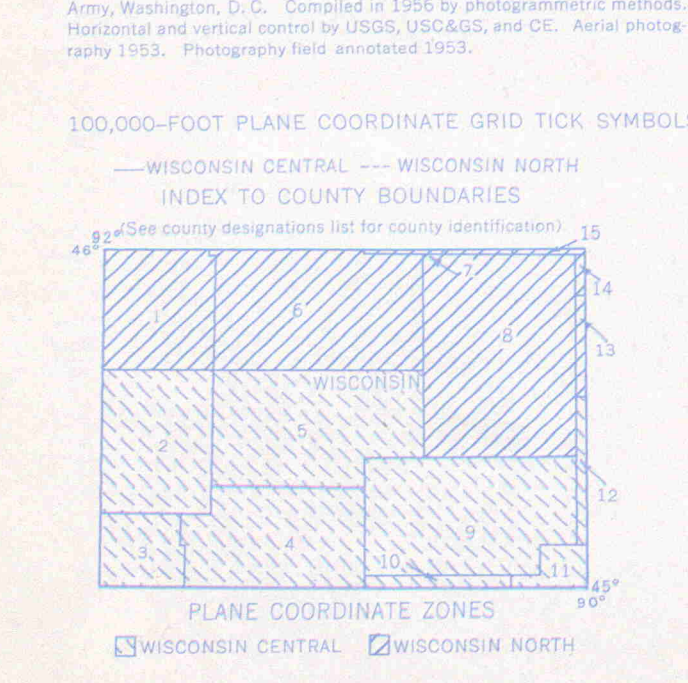 Army, Washington, D. C. Compiled in 1956 by photogrammetric methods.
Horizontal and vertical control by USGS, USC&GS, and CE. Aerial photog-
raphy 1953. Photography field annotated 1953.
100,000-FOOT PLANE COORDINATE GRID TICK SYMBOLS
—WISCONSIN CENTRAL --- WISCONSIN NORTH
INDEX TO COUNTY BOUNDARIES
(See county designations list for county identification)
92°
46°
15
7
14
1
6
8
13
WISCONSIN
2
5
12
3
4
9
10
11
45°
90°
PLANE COORDINATE ZONES
WISCONSIN CENTRAL WISCONSIN NORTH